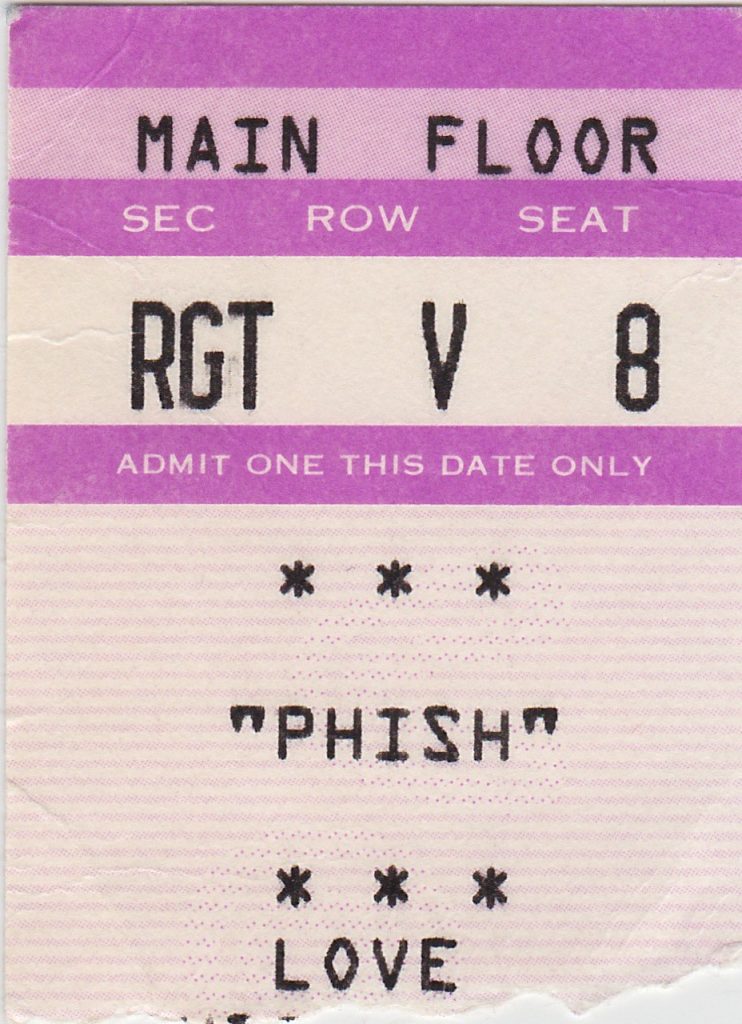 MAIN FLOOR
SEC ROW SEAT
RGT V 8
ADMIT ONE THIS DATE ONLY
* * *
"PHISH"
* * *
LOVE